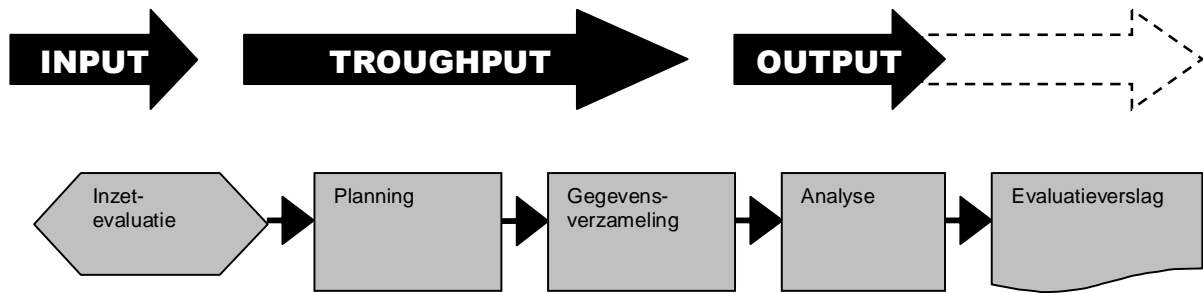 INPUT
TROUGHPUT
OUTPUT
Inzet-
evaluatie
Planning
Gegevens-
verzameling
Analyse
Evaluatieverslag